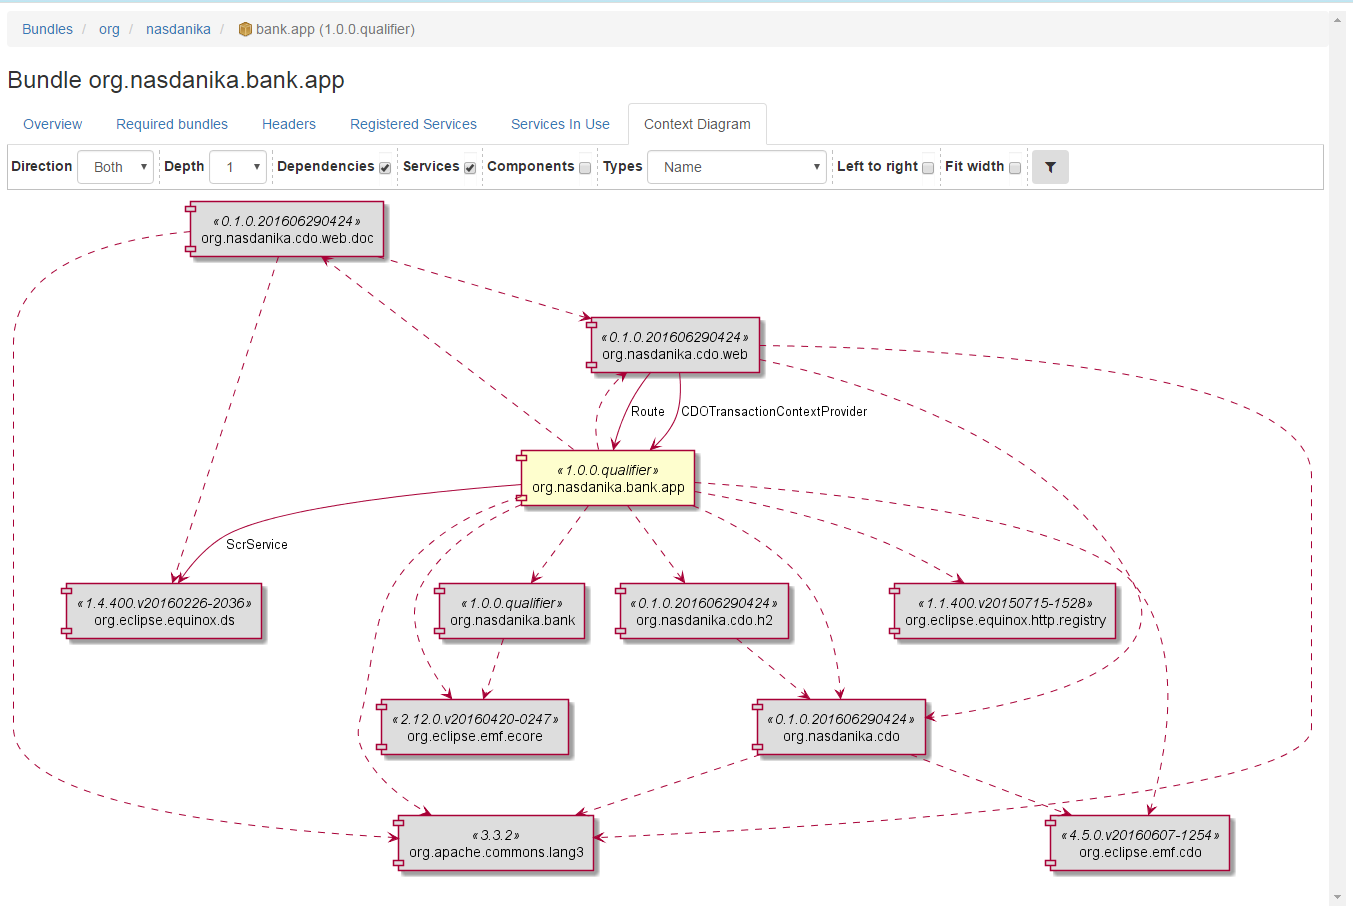 Bundles / org / nasdanika / bank.app (1.0.0.qualifier)
Bundle org.nasdanika.bank.app
Overview Required bundles Headers Registered Services Services In Use Context Diagram
Direction Both Depth 1 Dependencies Services Components Types Name Left to right Fit width
«0.1.0.201606290424»
org.nasdanika.cdo.web.doc
«0.1.0.201606290424»
org.nasdanika.cdo.web
Route CDOTransactionContextProvider
«1.0.0.qualifier»
org.nasdanika.bank.app
ScrService
«1.4.400.v20160226-2036»
org.eclipse.equinox.ds
«1.0.0.qualifier»
org.nasdanika.bank
«0.1.0.201606290424»
org.nasdanika.cdo.h2
«1.1.400.v20150715-1528»
org.eclipse.equinox.http.registry
«2.12.0.v20160420-0247»
org.eclipse.emf.ecore
«0.1.0.201606290424»
org.nasdanika.cdo
«3.3.2»
org.apache.commons.lang3
«4.5.0.v20160607-1254»
org.eclipse.emf.cdo